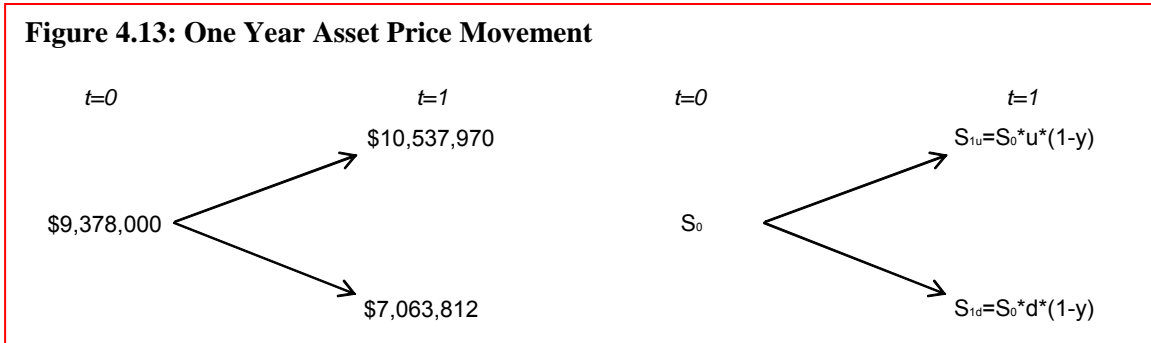 Figure 4.13: One Year Asset Price Movement
t=0 t=1 t=0 t=1
$10,537,970 S₁ᵤ=S₀*u*(1-y)
$9,378,000 S₀
$7,063,812 S₁d=S₀*d*(1-y)